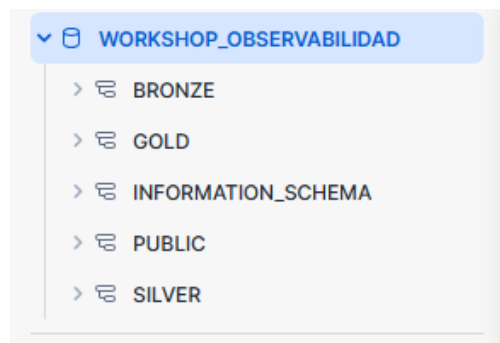 WORKSHOP_OBSERVABILIDAD
BRONZE
GOLD
INFORMATION_SCHEMA
PUBLIC
SILVER